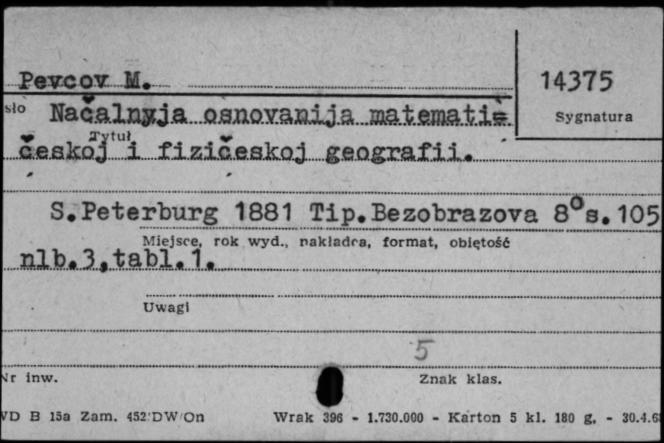 Pevcov M.
14375
sło Načalnyja osnovanija matemati=
Sygnatura
Tytuł
českoj i fizičeskoj geografii.
S.Peterburg 1881 Tip.Bezobrazova 8° s.105
Miejsce, rok wyd., nakładca, format, objętość
nlb.3,tabl.1.
Uwagi
5
Nr inw.
Znak klas.
WD B 15a Zam. 452/DW/On Wrak 396 - 1.730.000 - Karton 5 kl. 180 g. - 30.4.6